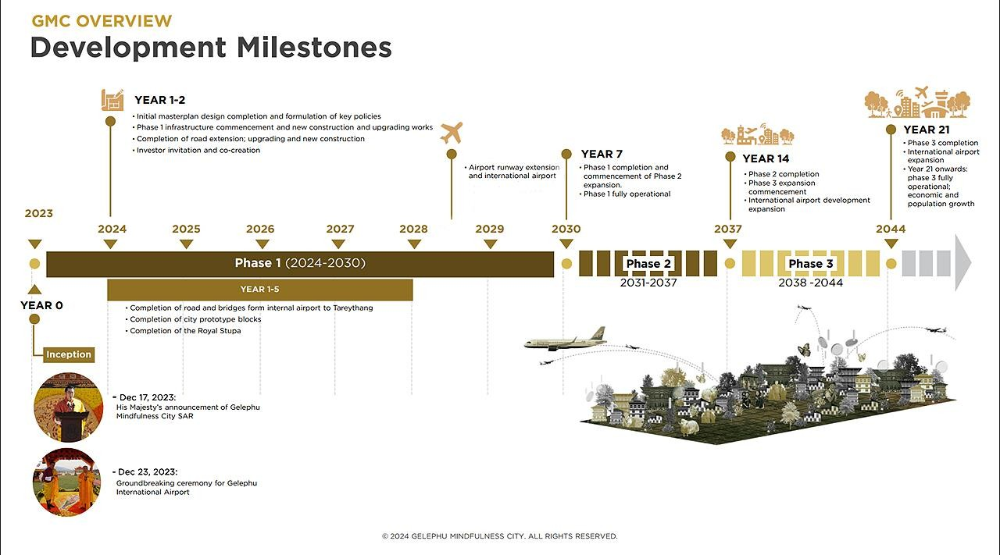 GMC OVERVIEW
Development Milestones
YEAR 1-2
• Initial masterplan design completion and formulation of key policies
• Phase 1 infrastructure commencement and new construction and upgrading works
• Completion of road extension; upgrading and new construction
• Investor invitation and co-creation
• Airport runway extension
and international airport
YEAR 7
• Phase 1 completion and
commencement of Phase 2
expansion.
• Phase 1 fully operational
YEAR 14
• Phase 2 completion
• Phase 3 expansion
commencement
• International airport development
expansion
YEAR 21
• Phase 3 completion
• International airport
expansion
• Year 21 onwards:
phase 3 fully
operational;
economic and
population growth
2023
2024
2025
2026
2027
2028
2029
2030
2037
2044
Phase 1 (2024-2030)
Phase 2
2031-2037
Phase 3
2038 -2044
YEAR 1-5
• Completion of road and bridges form internal airport to Tareythang
• Completion of city prototype blocks
• Completion of the Royal Stupa
YEAR 0
Inception
- Dec 17, 2023:
His Majesty's announcement of Gelephu
Mindfulness City SAR
- Dec 23, 2023:
Groundbreaking ceremony for Gelephu
International Airport
© 2024 GELEPHU MINDFULNESS CITY. ALL RIGHTS RESERVED.